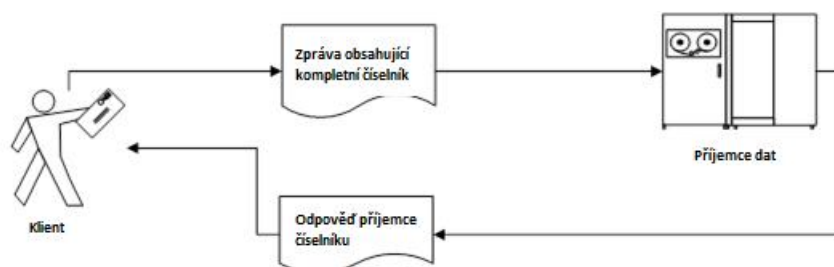 Zpráva obsahující
kompletní číselník
Příjemce dat
Klient
Odpověď příjemce
číselníku